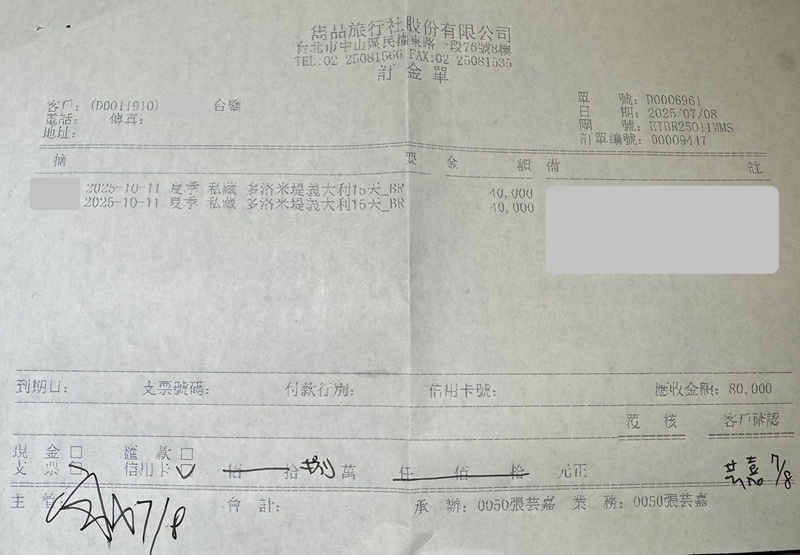 雋品旅行社股份有限公司
台北市中山區民權東路一段76號8樓
TEL:02 25081566 FAX:02 25081535
訂金單
客戶: (D0011910) 台鑒
電話: 傳真:
地址:
單 號: D0006961
日 期: 2025/07/08
團 號:
訂單編號: 00009417
摘 要 金 額 備 註
2025-10-11 夏季 私藏 多洛米堤義大利15天_BR 40,000
2025-10-11 夏季 私藏 多洛米堤義大利15天_BR 40,000
到期日: 支票號碼: 付款行別: 信用卡號: 應收金額: 80,000
覆 核 客戶確認
現 金 □ 匯 款 □
支 票 □ 信用卡 ✓ 佰 拾 捌 萬 仟 佰 拾 元正 7/8
主 管 7/8 會 計: 承 辦: 0050張芸嘉 業 務: 0050張芸嘉